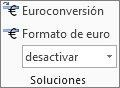 Euroconversión
Formato de euro
desactivar
Soluciones